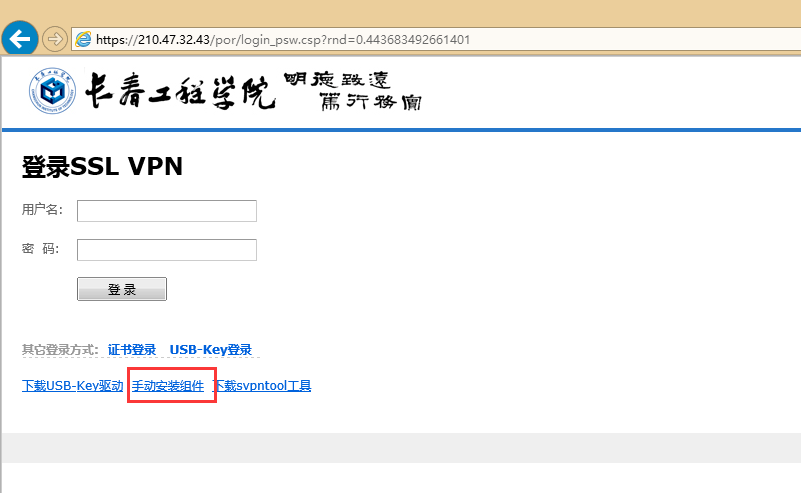 https://210.47.32.43/por/login_psw.csp?rnd=0.443683492661401
长春工程学院 明德致远
笃行务实
登录SSL VPN
用户名:
密 码:
登 录
其它登录方式: 证书登录 USB-Key登录
下载USB-Key驱动 手动安装组件 下载svpntool工具